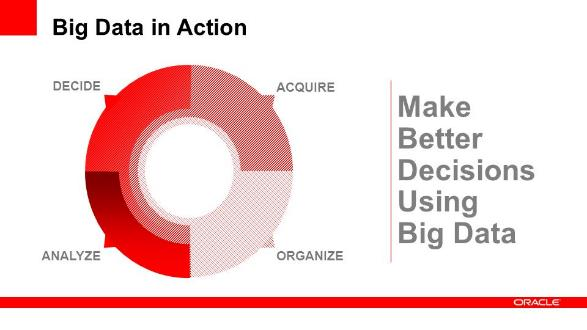 Big Data in Action
DECIDE
ACQUIRE
ANALYZE
ORGANIZE
Make
Better
Decisions
Using
Big Data
ORACLE